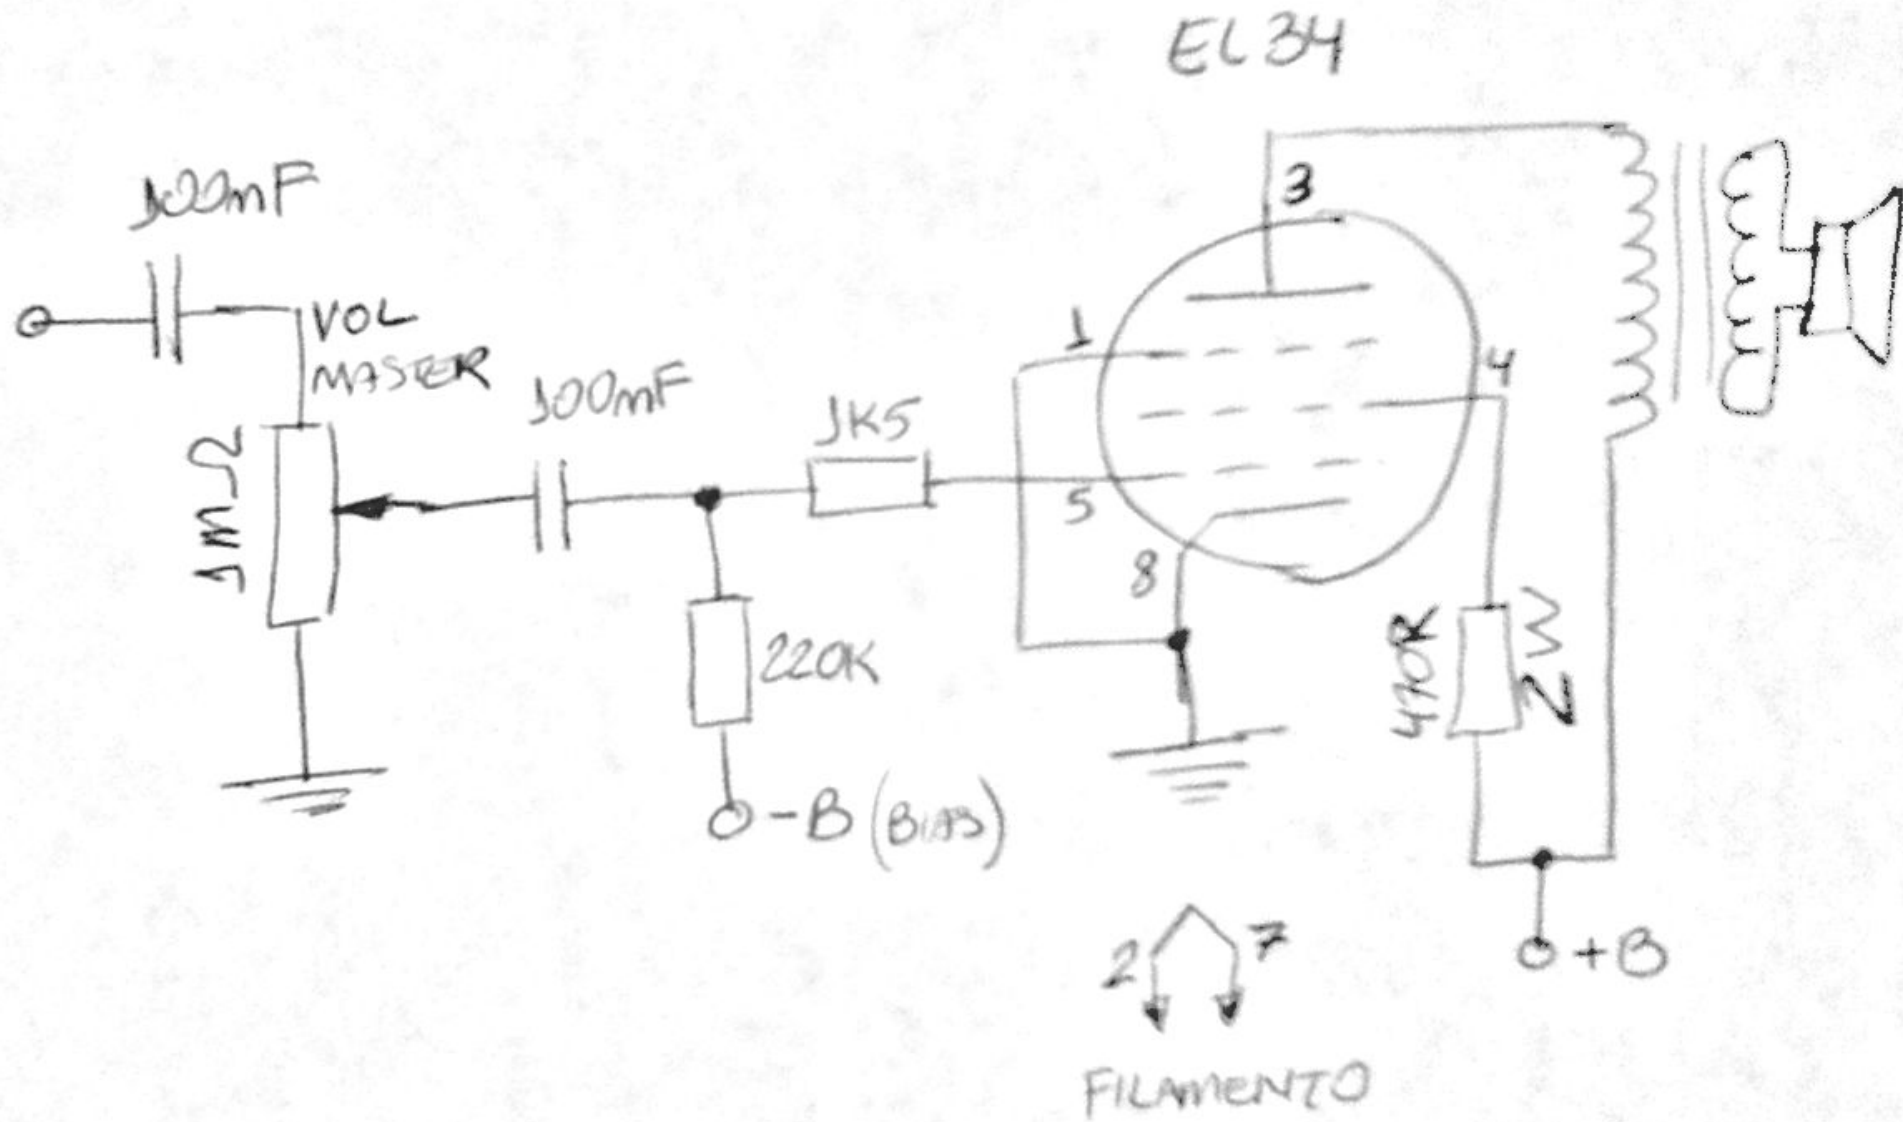 EL34
100nF
VOL
MASTER
1mΩ
100nF
1K5
220K
-B (BIAS)
3
1
4
5
8
470R
2W
+B
2
7
FILAMENTO